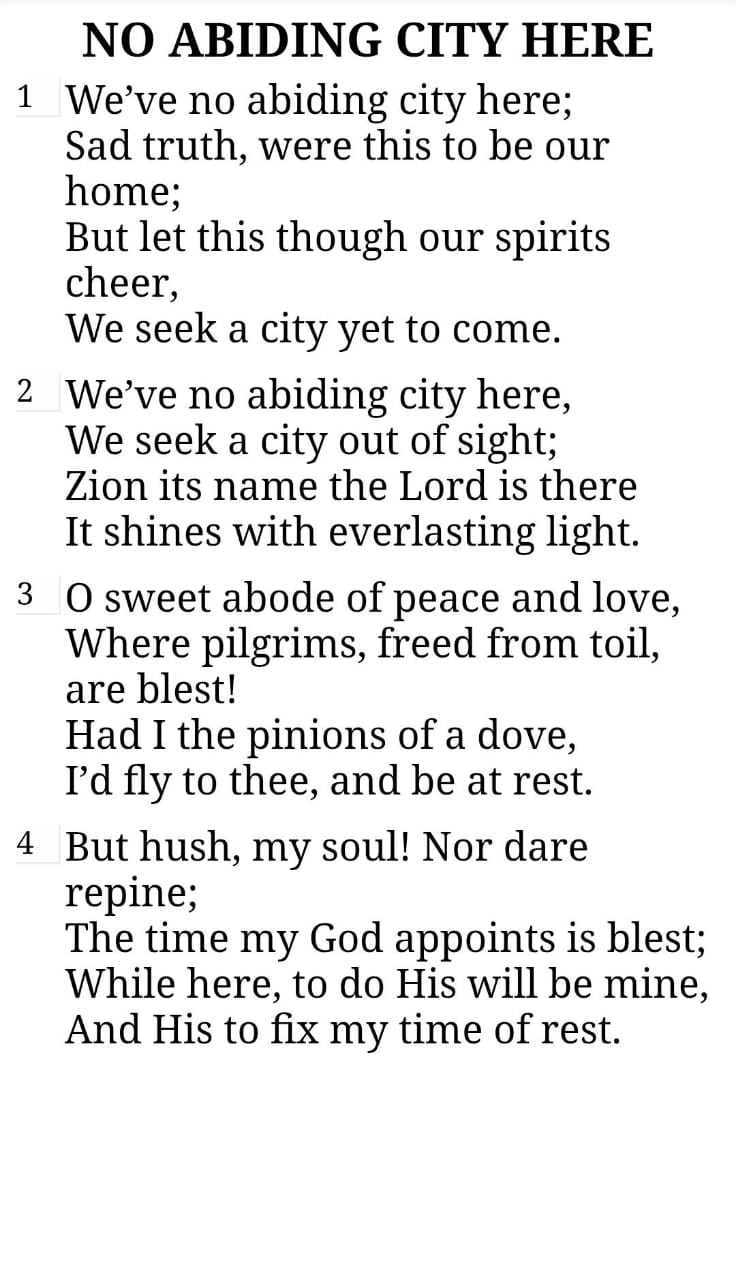 NO ABIDING CITY HERE
1 We’ve no abiding city here;
Sad truth, were this to be our
home;
But let this though our spirits
cheer,
We seek a city yet to come.
2 We’ve no abiding city here,
We seek a city out of sight;
Zion its name the Lord is there
It shines with everlasting light.
3 O sweet abode of peace and love,
Where pilgrims, freed from toil,
are blest!
Had I the pinions of a dove,
I’d fly to thee, and be at rest.
4 But hush, my soul! Nor dare
repine;
The time my God appoints is blest;
While here, to do His will be mine,
And His to fix my time of rest.